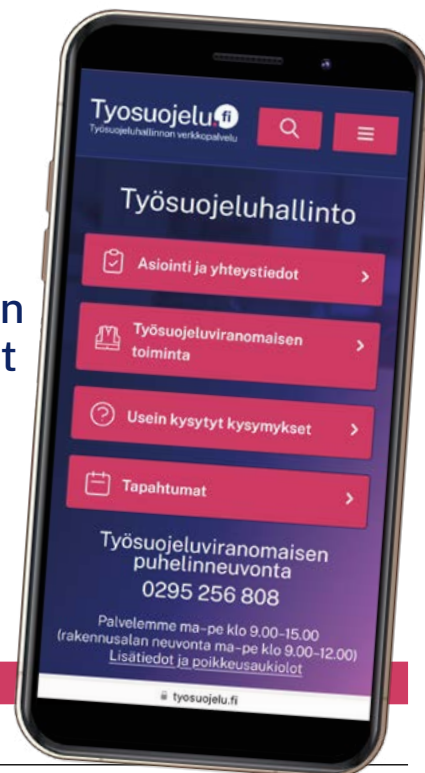 Tyosuojelu.fi
Työsuojeluhallinnon verkkopalvelu
Työsuojeluhallinto
Asiointi ja yhteystiedot
n
Työsuojeluviranomaisen
t
toiminta
Usein kysytyt kysymykset
Tapahtumat
Työsuojeluviranomaisen
puhelinneuvonta
0295 256 808
Palvelemme ma–pe klo 9.00–15.00
(rakennusalan neuvonta ma–pe klo 9.00–12.00)
Lisätiedot ja poikkeusaukiolot
tyosuojelu.fi